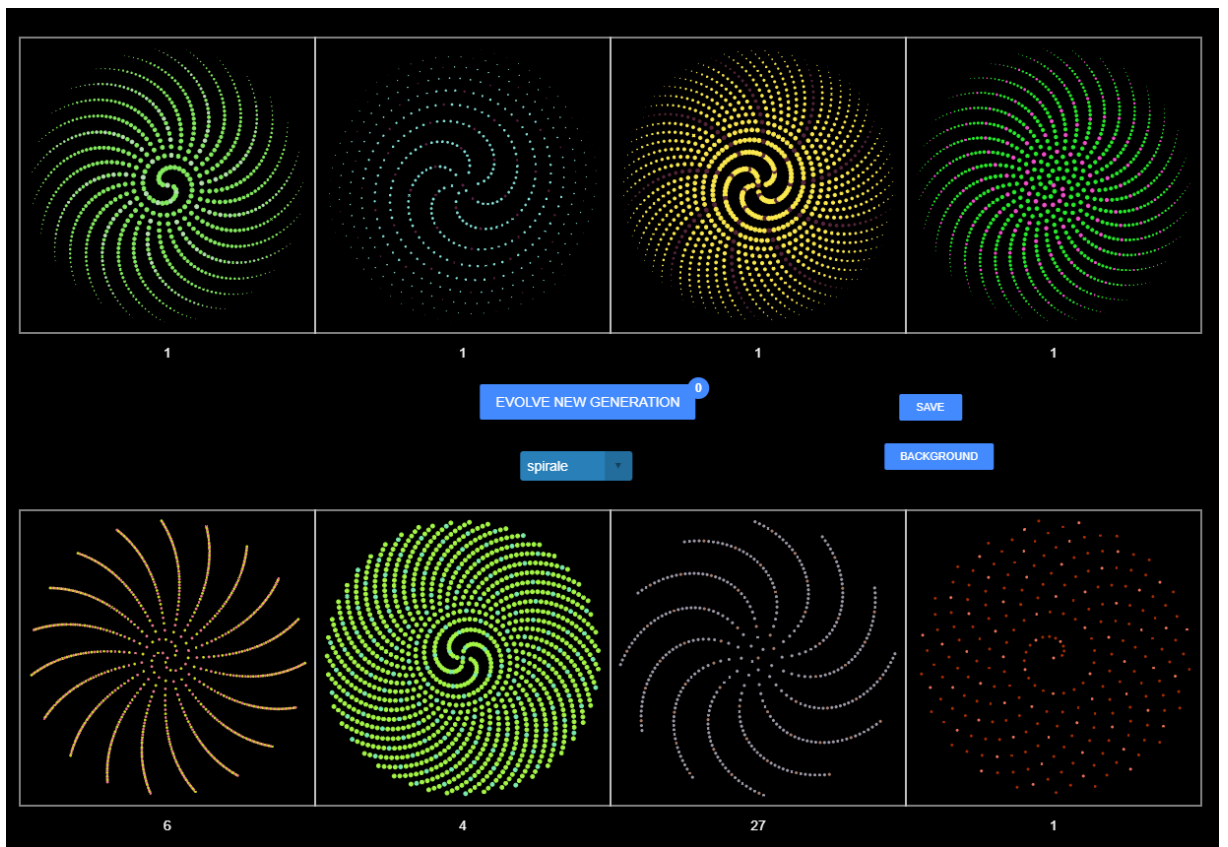 1 1 1 1
0
EVOLVE NEW GENERATION
SAVE
BACKGROUND
spirale
6 4 27 1